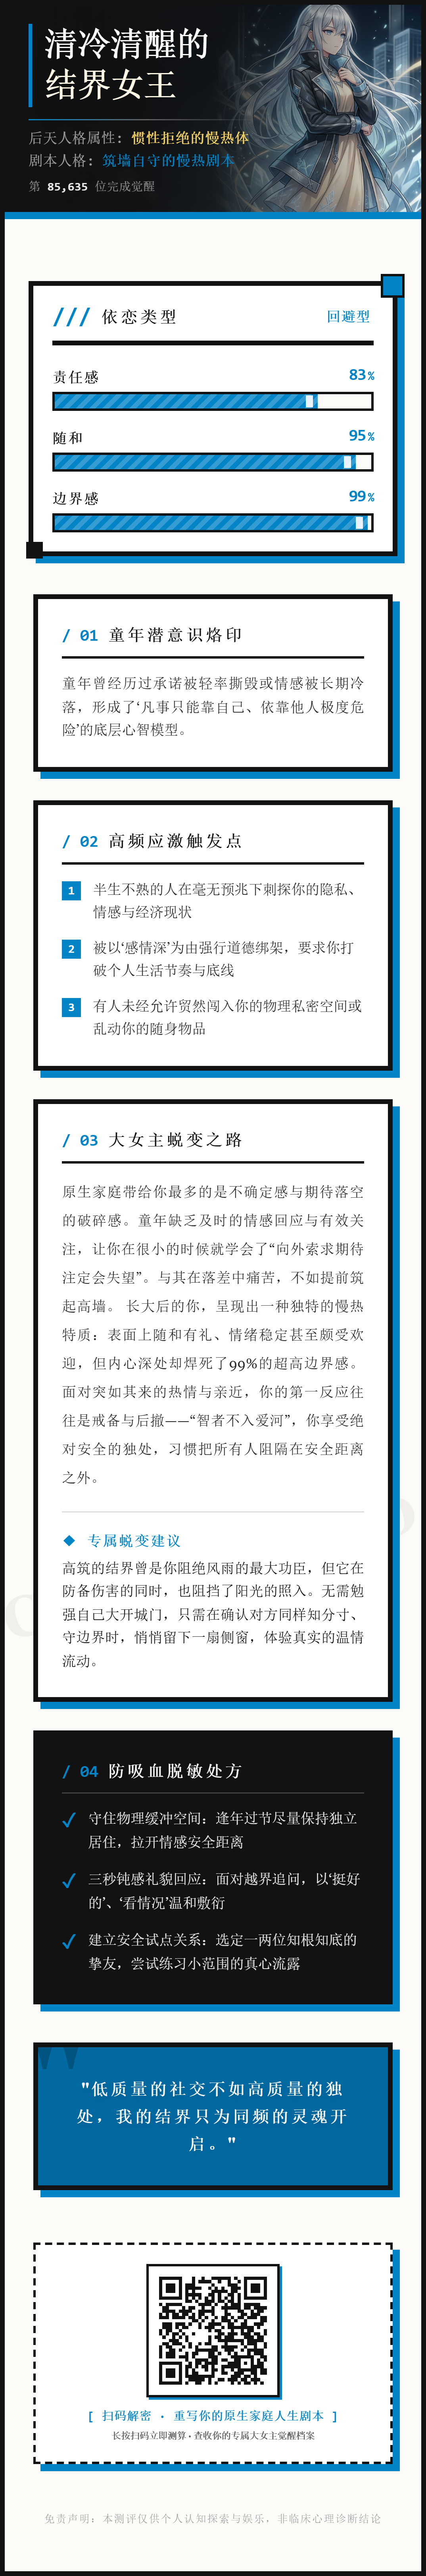 清冷清醒的
结界女王
后天人格属性：惯性拒绝的慢热体
剧本人格：筑墙自守的慢热剧本
第 85,635 位完成觉醒
/// 依恋类型 回避型
责任感 83%
随和 95%
边界感 99%
/ 01 童年潜意识烙印
童年曾经历过承诺被轻率撕毁或情感被长期冷
落，形成了‘凡事只能靠自己、依靠他人极度危
险’的底层心智模型。
/ 02 高频应激触发点
1 半生不熟的人在毫无预兆下刺探你的隐私、
情感与经济现状
2 被以‘感情深’为由强行道德绑架，要求你打
破个人生活节奏与底线
3 有人未经允许贸然闯入你的物理私密空间或
乱动你的随身物品
/ 03 大女主蜕变之路
原生家庭带给你最多的是不确定感与期待落空
的破碎感。童年缺乏及时的情感回应与有效关
注，让你在很小的时候就学会了“向外索求期待
注定会失望”。与其在落差中痛苦，不如提前筑
起高墙。 长大后的你，呈现出一种独特的慢热
特质：表面上随和有礼、情绪稳定甚至颇受欢
迎，但内心深处却焊死了99%的超高边界感。
面对突如其来的热情与亲近，你的第一反应往
往是戒备与后撤——“智者不入爱河”，你享受绝
对安全的独处，习惯把所有人阻隔在安全距离
之外。
◆ 专属蜕变建议
高筑的结界曾是你阻绝风雨的最大功臣，但它在
防备伤害的同时，也阻挡了阳光的照入。无需勉
强自己大开城门，只需在确认对方同样知分寸、
守边界时，悄悄留下一扇侧窗，体验真实的温情
流动。
/ 04 防吸血脱敏处方
✓ 守住物理缓冲空间：逢年过节尽量保持独立
居住，拉开情感安全距离
✓ 三秒钝感礼貌回应：面对越界追问，以‘挺好
的’、‘看情况’温和敷衍
✓ 建立安全试点关系：选定一两位知根知底的
挚友，尝试练习小范围的真心流露
"低质量的社交不如高质量的独
处，我的结界只为同频的灵魂开
启。"
[ 扫码解密 · 重写你的原生家庭人生剧本 ]
长按扫码立即测算·查收你的专属大女主觉醒档案
免责声明：本测评仅供个人认知探索与娱乐，非临床心理诊断结论